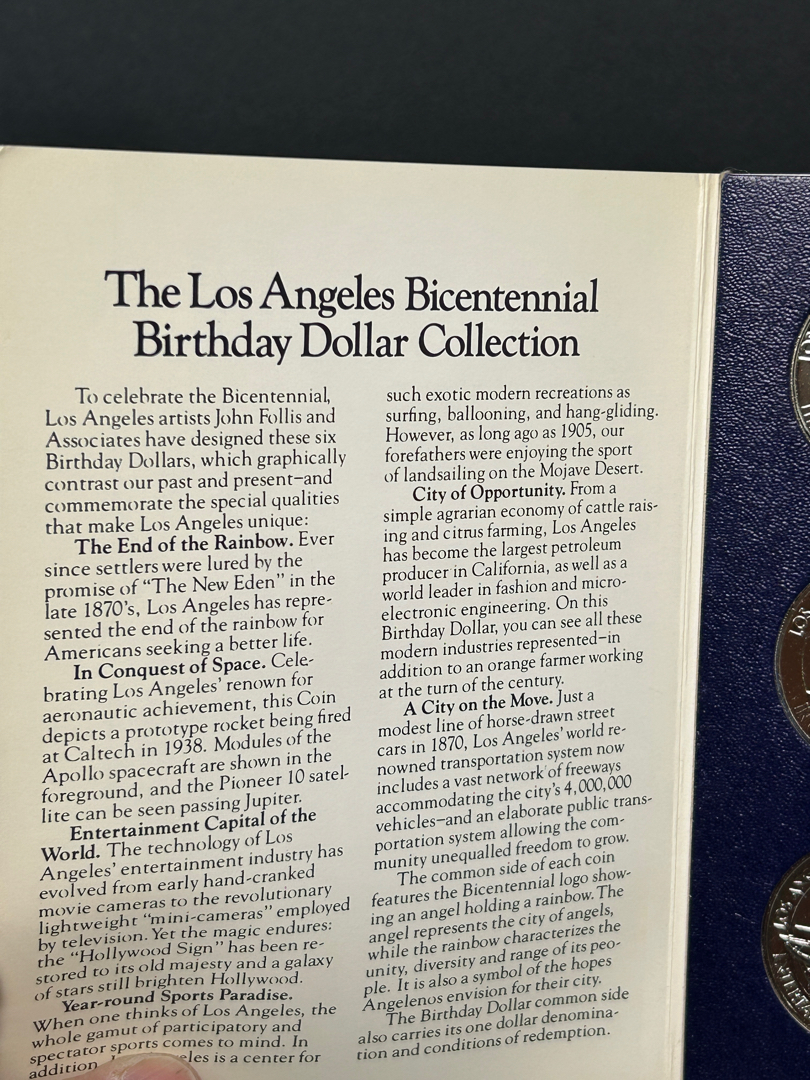 The Los Angeles Bicentennial
Birthday Dollar Collection
To celebrate the Bicentennial,
Los Angeles artists John Follis and
Associates have designed these six
Birthday Dollars, which graphically
contrast our past and present—and
commemorate the special qualities
that make Los Angeles unique:
The End of the Rainbow. Ever
since settlers were lured by the
promise of "The New Eden" in the
late 1870's, Los Angeles has repre-
sented the end of the rainbow for
Americans seeking a better life.
In Conquest of Space. Cele-
brating Los Angeles' renown for
aeronautic achievement, this Coin
depicts a prototype rocket being fired
at Caltech in 1938. Modules of the
Apollo spacecraft are shown in the
foreground, and the Pioneer 10 satel-
lite can be seen passing Jupiter.
Entertainment Capital of the
World. The technology of Los
Angeles' entertainment industry has
evolved from early hand-cranked
movie cameras to the revolutionary
lightweight "mini-cameras" employed
by television. Yet the magic endures:
the "Hollywood Sign" has been re-
stored to its old majesty and a galaxy
of stars still brighten Hollywood.
Year-round Sports Paradise.
When one thinks of Los Angeles, the
whole gamut of participatory and
spectator sports comes to mind. In
addition eles is a center for
such exotic modern recreations as
surfing, ballooning, and hang-gliding.
However, as long ago as 1905, our
forefathers were enjoying the sport
of landsailing on the Mojave Desert.
City of Opportunity. From a
simple agrarian economy of cattle rais-
ing and citrus farming, Los Angeles
has become the largest petroleum
producer in California, as well as a
world leader in fashion and micro-
electronic engineering. On this
Birthday Dollar, you can see all these
modern industries represented—in
addition to an orange farmer working
at the turn of the century.
A City on the Move. Just a
modest line of horse-drawn street
cars in 1870, Los Angeles' world re-
nowned transportation system now
includes a vast network of freeways
accommodating the city's 4,000,000
vehicles—and an elaborate public trans-
portation system allowing the com-
munity unequalled freedom to grow.
The common side of each coin
features the Bicentennial logo show-
ing an angel holding a rainbow. The
angel represents the city of angels,
while the rainbow characterizes the
unity, diversity and range of its peo-
ple. It is also a symbol of the hopes
Angelenos envision for their city.
The Birthday Dollar common side
also carries its one dollar denomina-
tion and conditions of redemption.